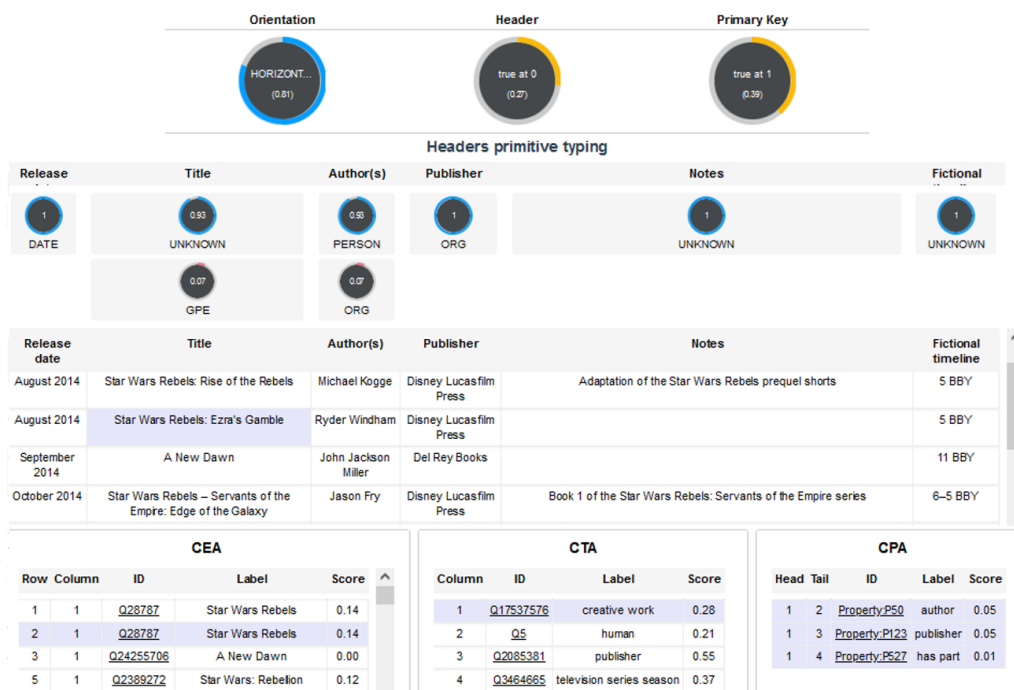 Orientation Header Primary Key
HORIZONT... (0.81) true at 0 (0.27) true at 1 (0.39)
Headers primitive typing
Release Title Author(s) Publisher Notes Fictional
1 0.93 0.93 1 1 1
DATE UNKNOWN PERSON ORG UNKNOWN UNKNOWN
0.07 0.07
GPE ORG
Release date Title Author(s) Publisher Notes Fictional timeline
August 2014 Star Wars Rebels: Rise of the Rebels Michael Kogge Disney Lucasfilm Press Adaptation of the Star Wars Rebels prequel shorts 5 BBY
August 2014 Star Wars Rebels: Ezra's Gamble Ryder Windham Disney Lucasfilm Press 5 BBY
September 2014 A New Dawn John Jackson Miller Del Rey Books 11 BBY
October 2014 Star Wars Rebels – Servants of the Empire: Edge of the Galaxy Jason Fry Disney Lucasfilm Press Book 1 of the Star Wars Rebels: Servants of the Empire series 6–5 BBY
CEA
Row Column ID Label Score
1 1 Q28787 Star Wars Rebels 0.14
2 1 Q28787 Star Wars Rebels 0.14
3 1 Q24255706 A New Dawn 0.00
5 1 Q2389272 Star Wars: Rebellion 0.12
CTA
Column ID Label Score
1 Q17537576 creative work 0.28
2 Q5 human 0.21
3 Q2085381 publisher 0.55
4 Q3464665 television series season 0.37
CPA
Head Tail ID Label Score
1 2 Property:P50 author 0.05
1 3 Property:P123 publisher 0.05
1 4 Property:P527 has part 0.01